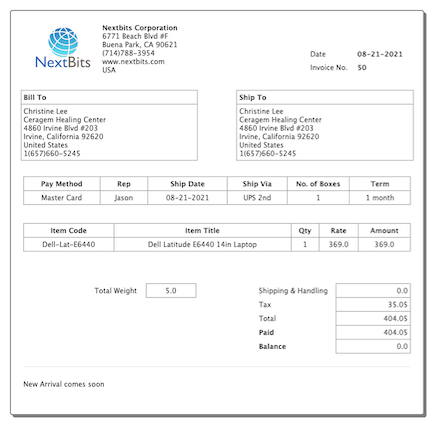 NextBits
Nextbits Corporation
6771 Beach Blvd #F
Buena Park, CA 90621
(714)788-3954
www.nextbits.com
USA
Date 08-21-2021
Invoice No. 50
Bill To
Christine Lee
Ceragem Healing Center
4860 Irvine Blvd #203
Irvine, California 92620
United States
1(657)660-5245
Ship To
Christine Lee
Ceragem Healing Center
4860 Irvine Blvd #203
Irvine, California 92620
United States
1(657)660-5245
Pay Method Rep Ship Date Ship Via No. of Boxes Term
Master Card Jason 08-21-2021 UPS 2nd 1 1 month
Item Code Item Title Qty Rate Amount
Dell-Lat-E6440 Dell Latitude E6440 14in Laptop 1 369.0 369.0
Total Weight 5.0
Shipping & Handling 0.0
Tax 35.05
Total 404.05
Paid 404.05
Balance 0.0
New Arrival comes soon